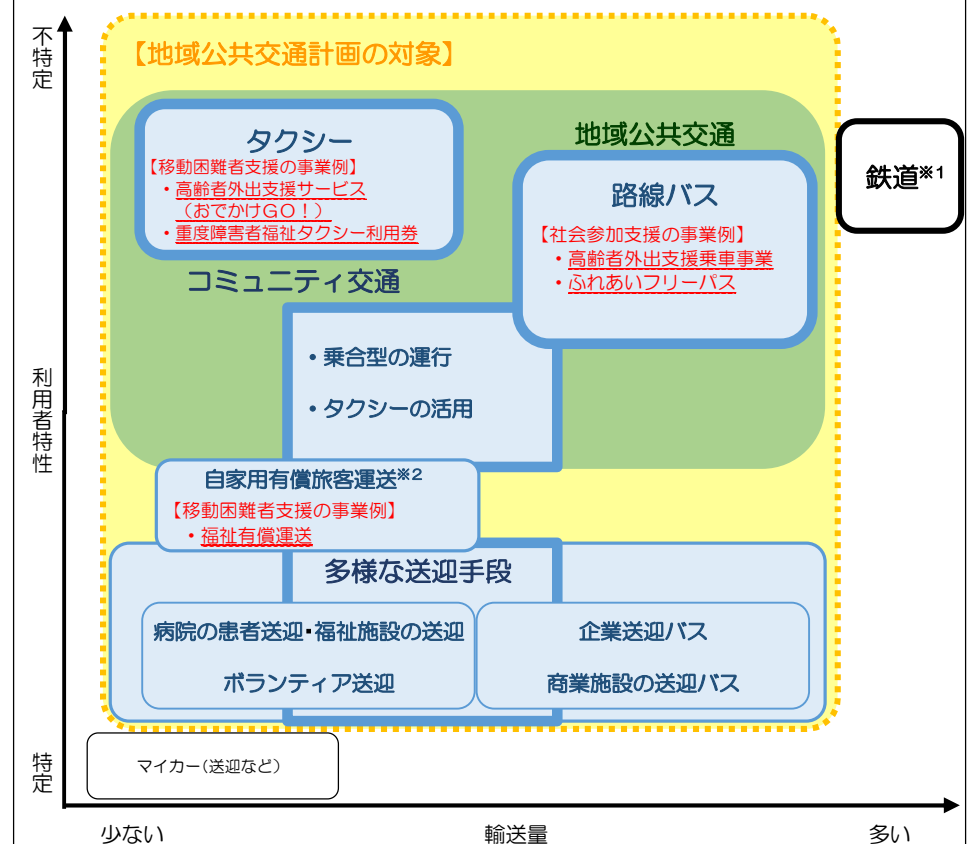 不特定
【地域公共交通計画の対象】
タクシー
【移動困難者支援の事業例】
・高齢者外出支援サービス
（おでかけGO！）
・重度障害者福祉タクシー利用券
地域公共交通
路線バス
【社会参加支援の事業例】
・高齢者外出支援乗車事業
・ふれあいフリーパス
鉄道※1
コミュニティ交通
・乗合型の運行
・タクシーの活用
利用者特性
自家用有償旅客運送※2
【移動困難者支援の事業例】
・福祉有償運送
多様な送迎手段
病院の患者送迎・福祉施設の送迎
ボランティア送迎
企業送迎バス
商業施設の送迎バス
特定
マイカー（送迎など）
少ない
輸送量
多い